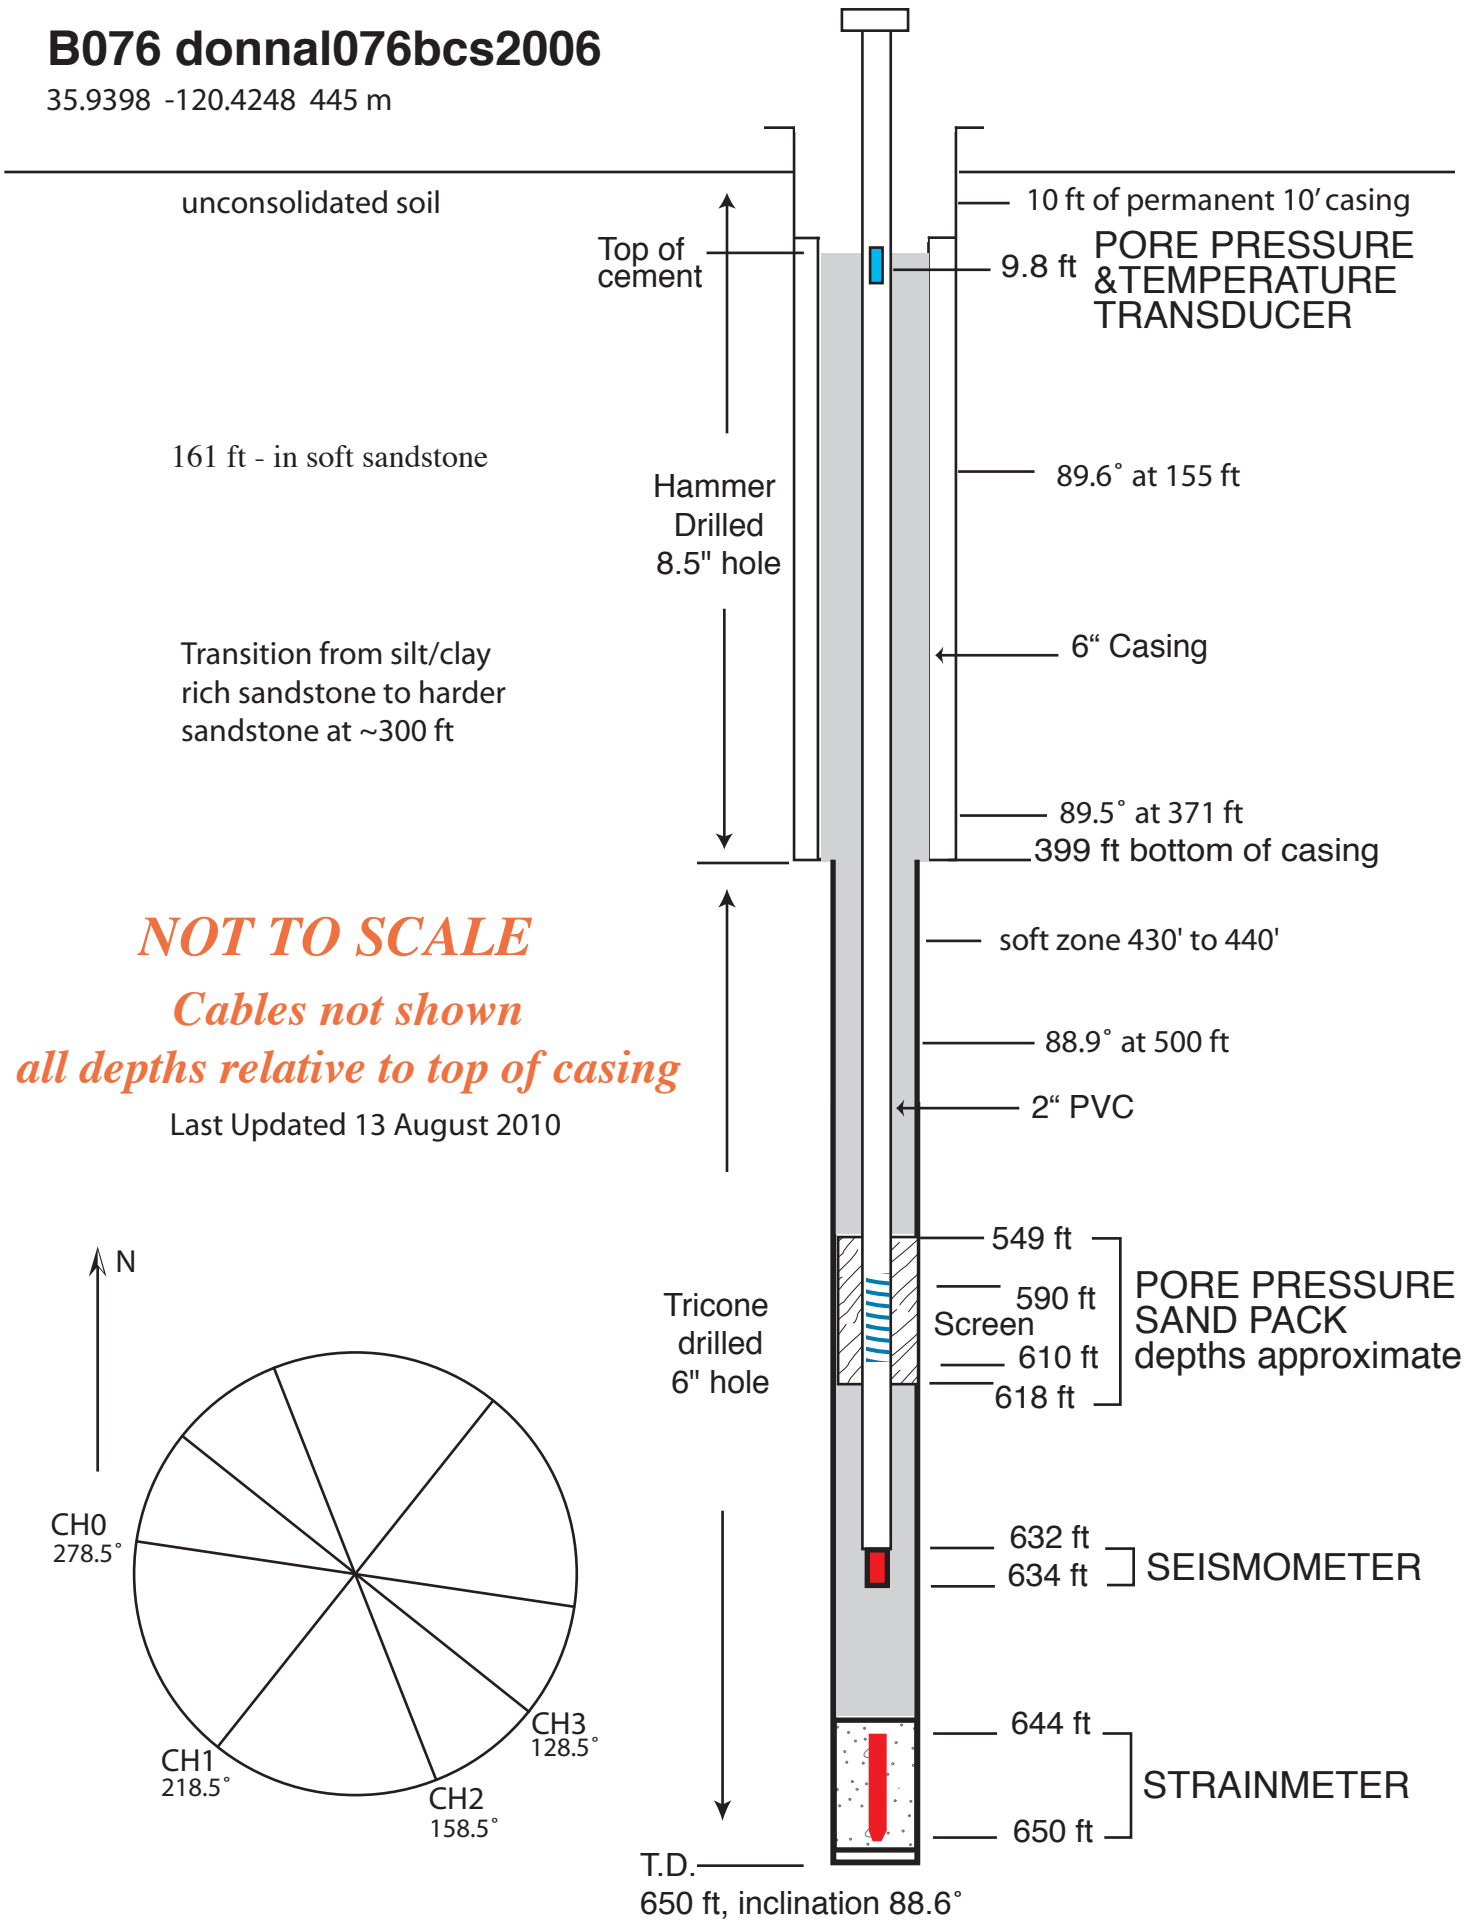 B076 donnal076bcs2006
35.9398 -120.4248 445 m
unconsolidated soil
10 ft of permanent 10' casing
Top of
cement
9.8 ft
PORE PRESSURE
&TEMPERATURE
TRANSDUCER
161 ft - in soft sandstone
89.6˚ at 155 ft
Hammer
Drilled
8.5" hole
Transition from silt/clay
rich sandstone to harder
sandstone at ~300 ft
6“ Casing
89.5˚ at 371 ft
399 ft bottom of casing
NOT TO SCALE
Cables not shown
all depths relative to top of casing
Last Updated 13 August 2010
soft zone 430' to 440'
88.9˚ at 500 ft
2“ PVC
549 ft
590 ft
Screen
610 ft
618 ft
PORE PRESSURE
SAND PACK
depths approximate
Tricone
drilled
6" hole
N
CH0
278.5˚
CH1
218.5˚
CH2
158.5˚
CH3
128.5˚
632 ft
634 ft
SEISMOMETER
644 ft
650 ft
STRAINMETER
T.D.
650 ft, inclination 88.6˚